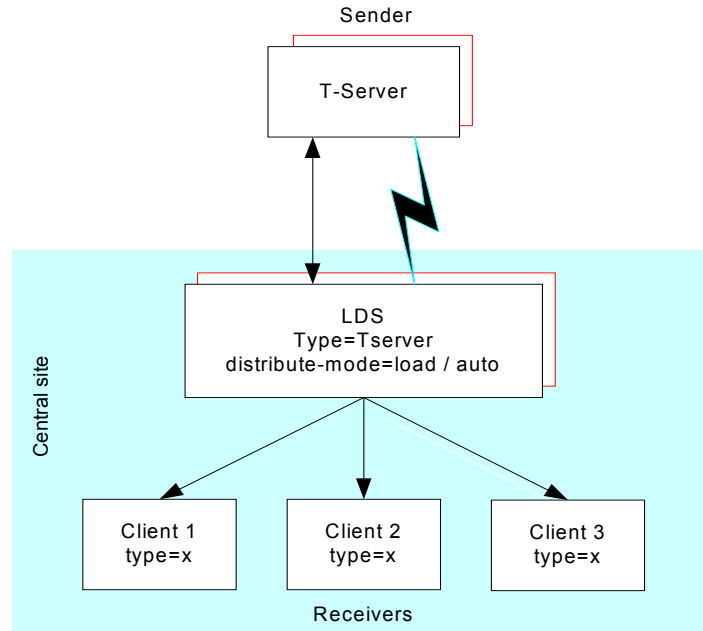 Sender
T-Server
LDS
Type=Tserver
distribute-mode=load / auto
Central site
Client 1
type=x
Client 2
type=x
Client 3
type=x
Receivers